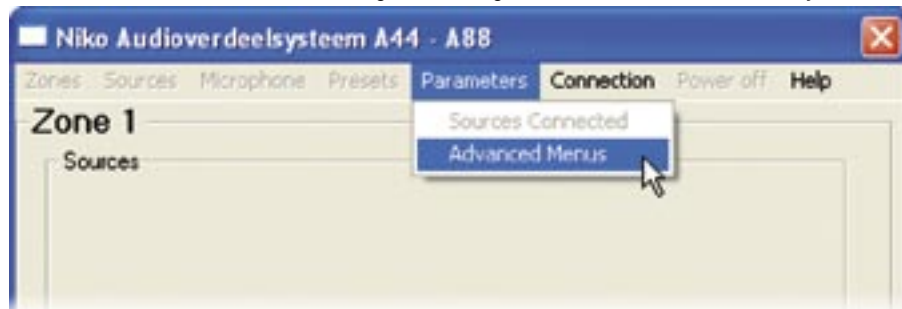 Niko Audioverdeelsysteem A44 - A88
Zones Sources Microphone Presets Parameters Connection Power off Help
Zone 1
Sources Connected
Advanced Menus
Sources